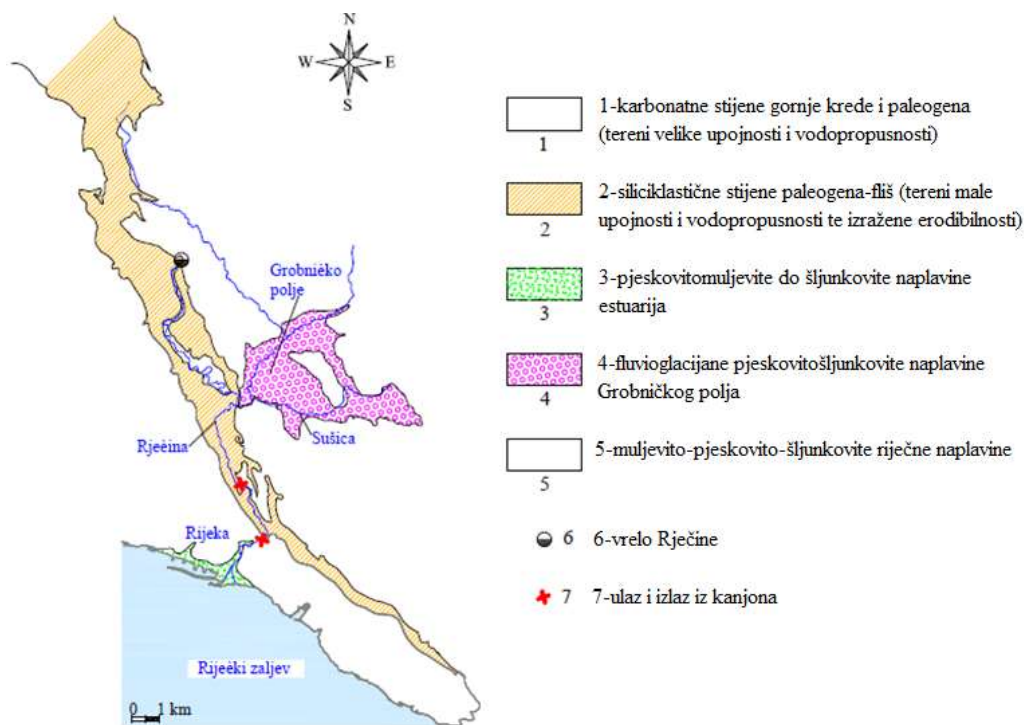 N
W
E
S
Grobnièko
polje
Rjeèina
Sušica
Rijeka
Rijeèki zaljev
0 1 km
1-karbonatne stijene gornje krede i paleogena
(tereni velike upojnosti i vodopropusnosti)
1
2-siliciklastične stijene paleogena-fliš (tereni male
upojnosti i vodopropusnosti te izražene erodibilnosti)
2
3-pjeskovitomuljevite do šljunkovite naplavine
estuarija
3
4-fluvioglacijane pjeskovitošljunkovite naplavine
Grobničkog polja
4
5-muljevito-pjeskovito-šljunkovite riječne naplavine
5
6 6-vrelo Rječine
7 7-ulaz i izlaz iz kanjona